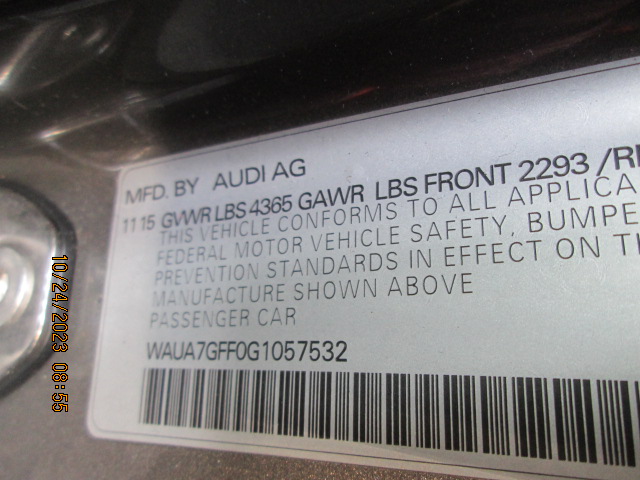 MFD. BY AUDI AG
11 15 GVWR LBS 4365 GAWR LBS FRONT 2293 /
THIS VEHICLE CONFORMS TO ALL
FEDERAL MOTOR VEHICLE SAFETY,
PREVENTION STANDARDS IN EFFECT ON
MANUFACTURE SHOWN ABOVE
PASSENGER CAR
WAUA7GFF0G1057532
10/24/2023 08:55